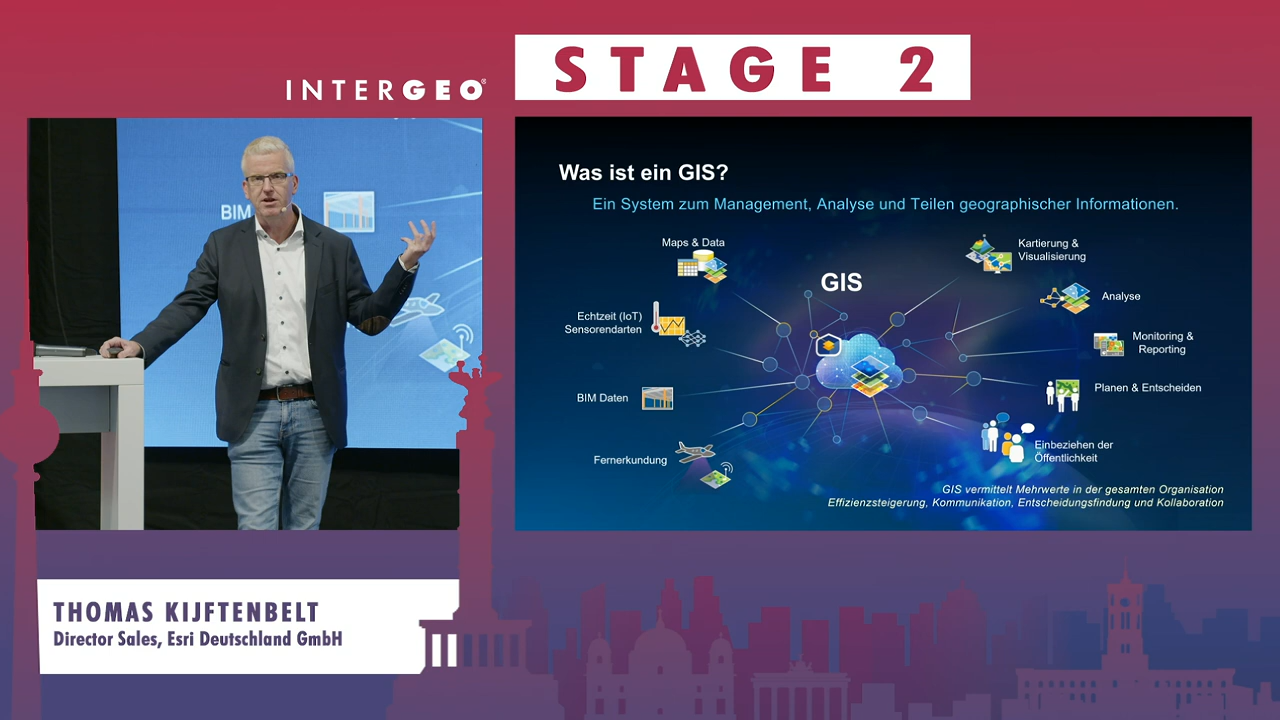 STAGE 2
INTERGEO®
BIM
THOMAS KIJFTENBELT
Director Sales, Esri Deutschland GmbH
Was ist ein GIS?
Ein System zum Management, Analyse und Teilen geographischer Informationen.
Maps & Data
Echtzeit (IoT)
Sensorendarten
BIM Daten
Fernerkundung
GIS
Kartierung &
Visualisierung
Analyse
Monitoring &
Reporting
Planen & Entscheiden
Einbeziehen der
Öffentlichkeit
GIS vermittelt Mehrwerte in der gesamten Organisation
Effizienzsteigerung, Kommunikation, Entscheidungsfindung und Kollaboration